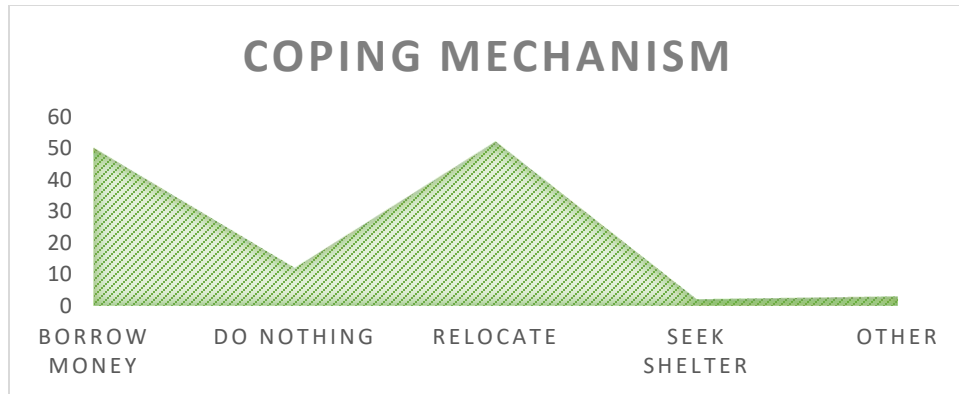 COPING MECHANISM
60
50
40
30
20
10
0
BORROW MONEY
DO NOTHING
RELOCATE
SEEK SHELTER
OTHER